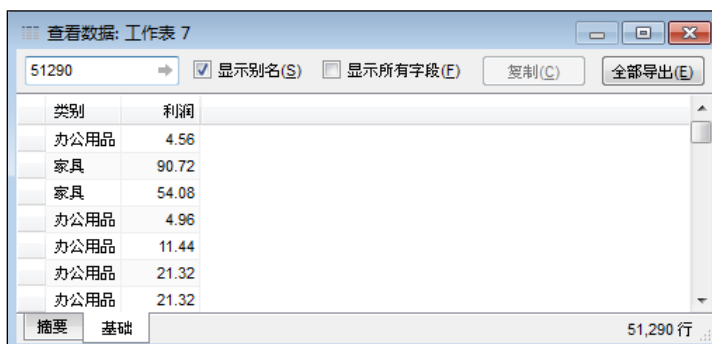 查看数据: 工作表 7
51290 显示别名(S) 显示所有字段(F) 复制(C) 全部导出(E)
类别 利润
办公用品 4.56
家具 90.72
家具 54.08
办公用品 4.96
办公用品 11.44
办公用品 21.32
办公用品 21.32
摘要 基础 51,290 行